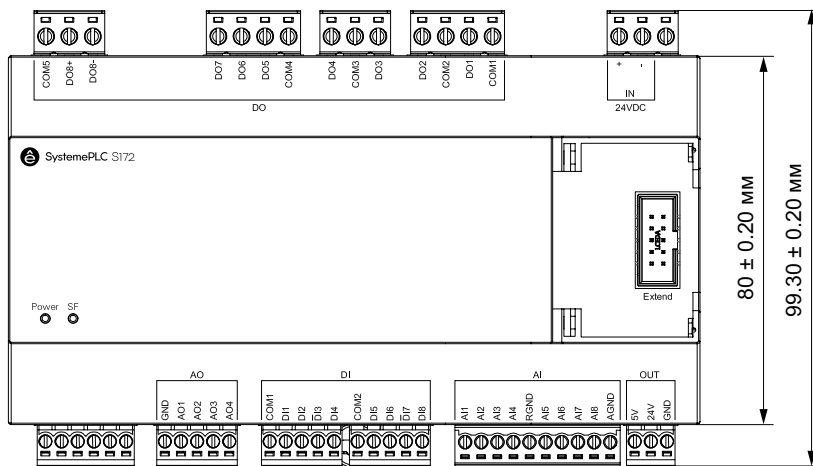 COM5 DO8+ DO8- DO7 DO6 DO5 COM4 DO4 COM3 DO3 DO2 COM2 DO1 COM1 + -
IN
DO 24VDC
SystemePLC S172
Extend
Power SF
AO DI AI OUT
GND AO1 AO2 AO3 AO4 COM1 DI1 DI2 DI3 DI4 COM2 DI5 DI6 DI7 DI8 AI1 AI2 AI3 AI4 RGND AI5 AI6 AI7 AI8 AGND 5V 24V GND
80 ± 0.20 мм
99.30 ± 0.20 мм